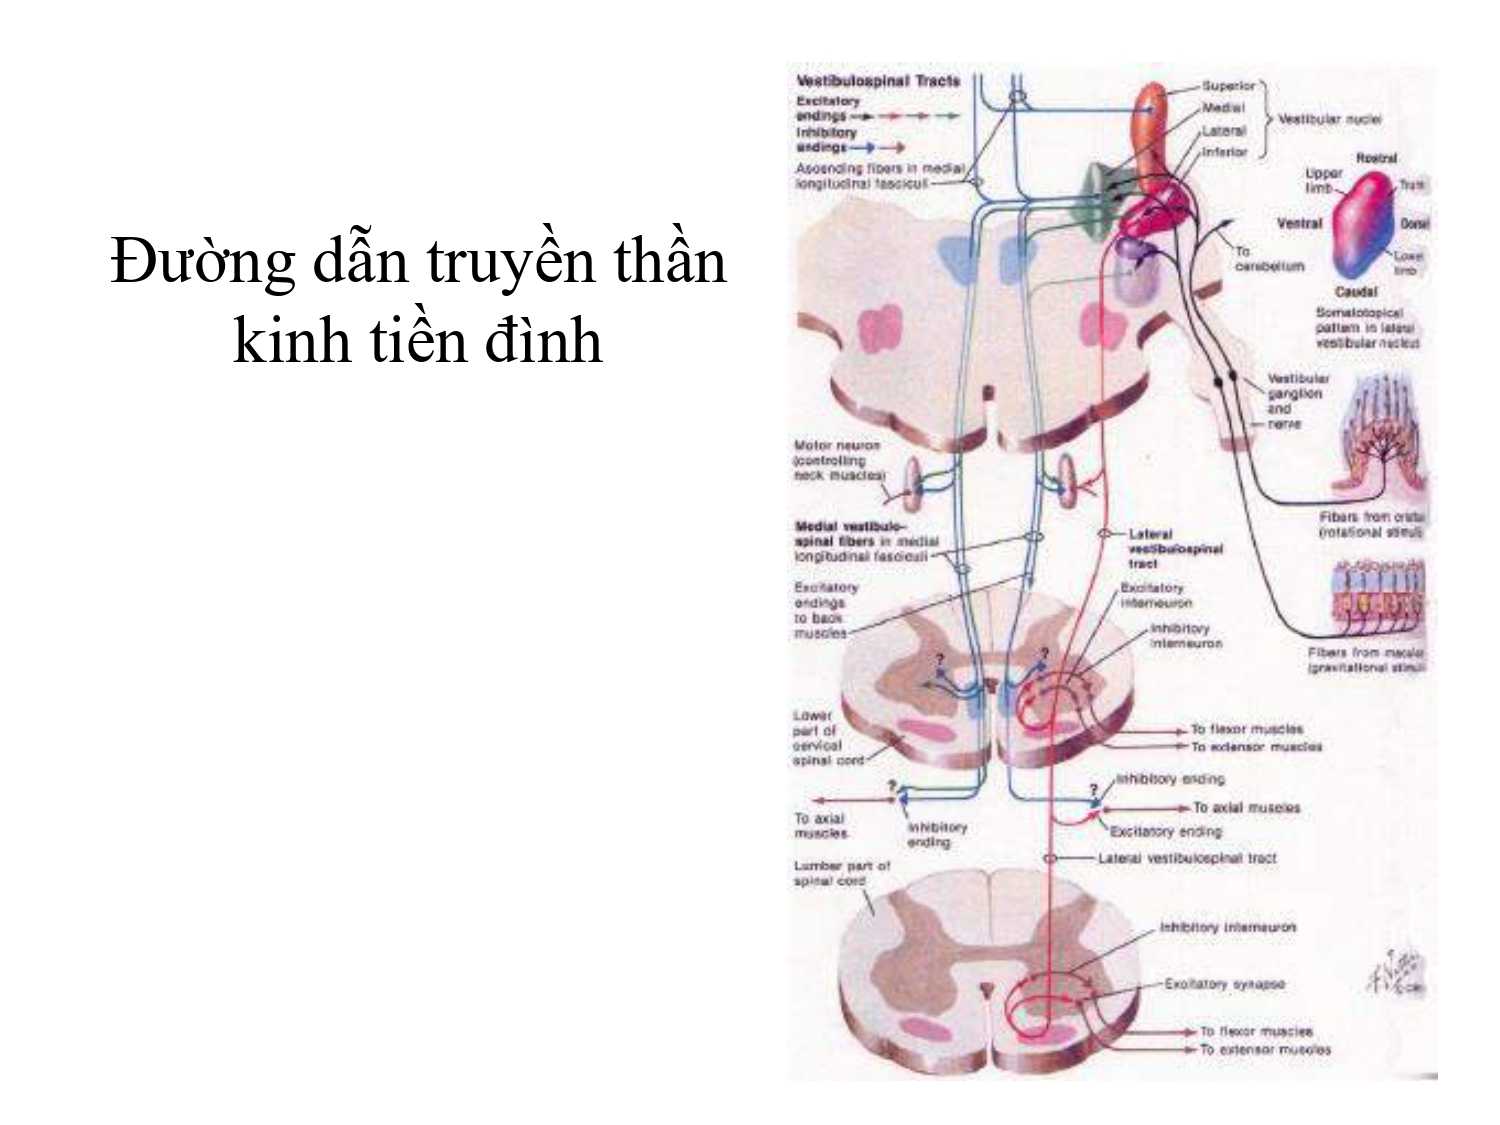 Đường dẫn truyền thần
kinh tiền đình
Vestibulospinal Tracts
Excitatory
endings
Inhibitory
endings
Ascending fibers in medial
longitudinal fasciculi
Superior
Medial
Lateral
Inferior
Vestibular nuclei
Rostral
Upper
limb
Trunk
Ventral
Dorsal
Lower
limb
Caudal
To
cerebellum
Somatotopical
pattern in lateral
vestibular nucleus
Vestibular
ganglion
and
nerve
Motor neuron
(controlling
neck muscles)
Fibers from cristae
(rotational stimuli)
Medial vestibulo-
spinal fibers in medial
longitudinal fasciculi
Lateral
vestibulospinal
tract
Excitatory
endings
to back
muscles
Excitatory
interneuron
Inhibitory
interneuron
Fibers from maculae
(gravitational stimuli
?
?
Lower
part of
cervical
spinal cord
To flexor muscles
To extensor muscles
?
?
Inhibitory ending
To axial muscles
To axial
muscles
Inhibitory
ending
Excitatory ending
Lateral vestibulospinal tract
Lumbar part of
spinal cord
Inhibitory interneuron
Excitatory synapse
To flexor muscles
To extensor muscles